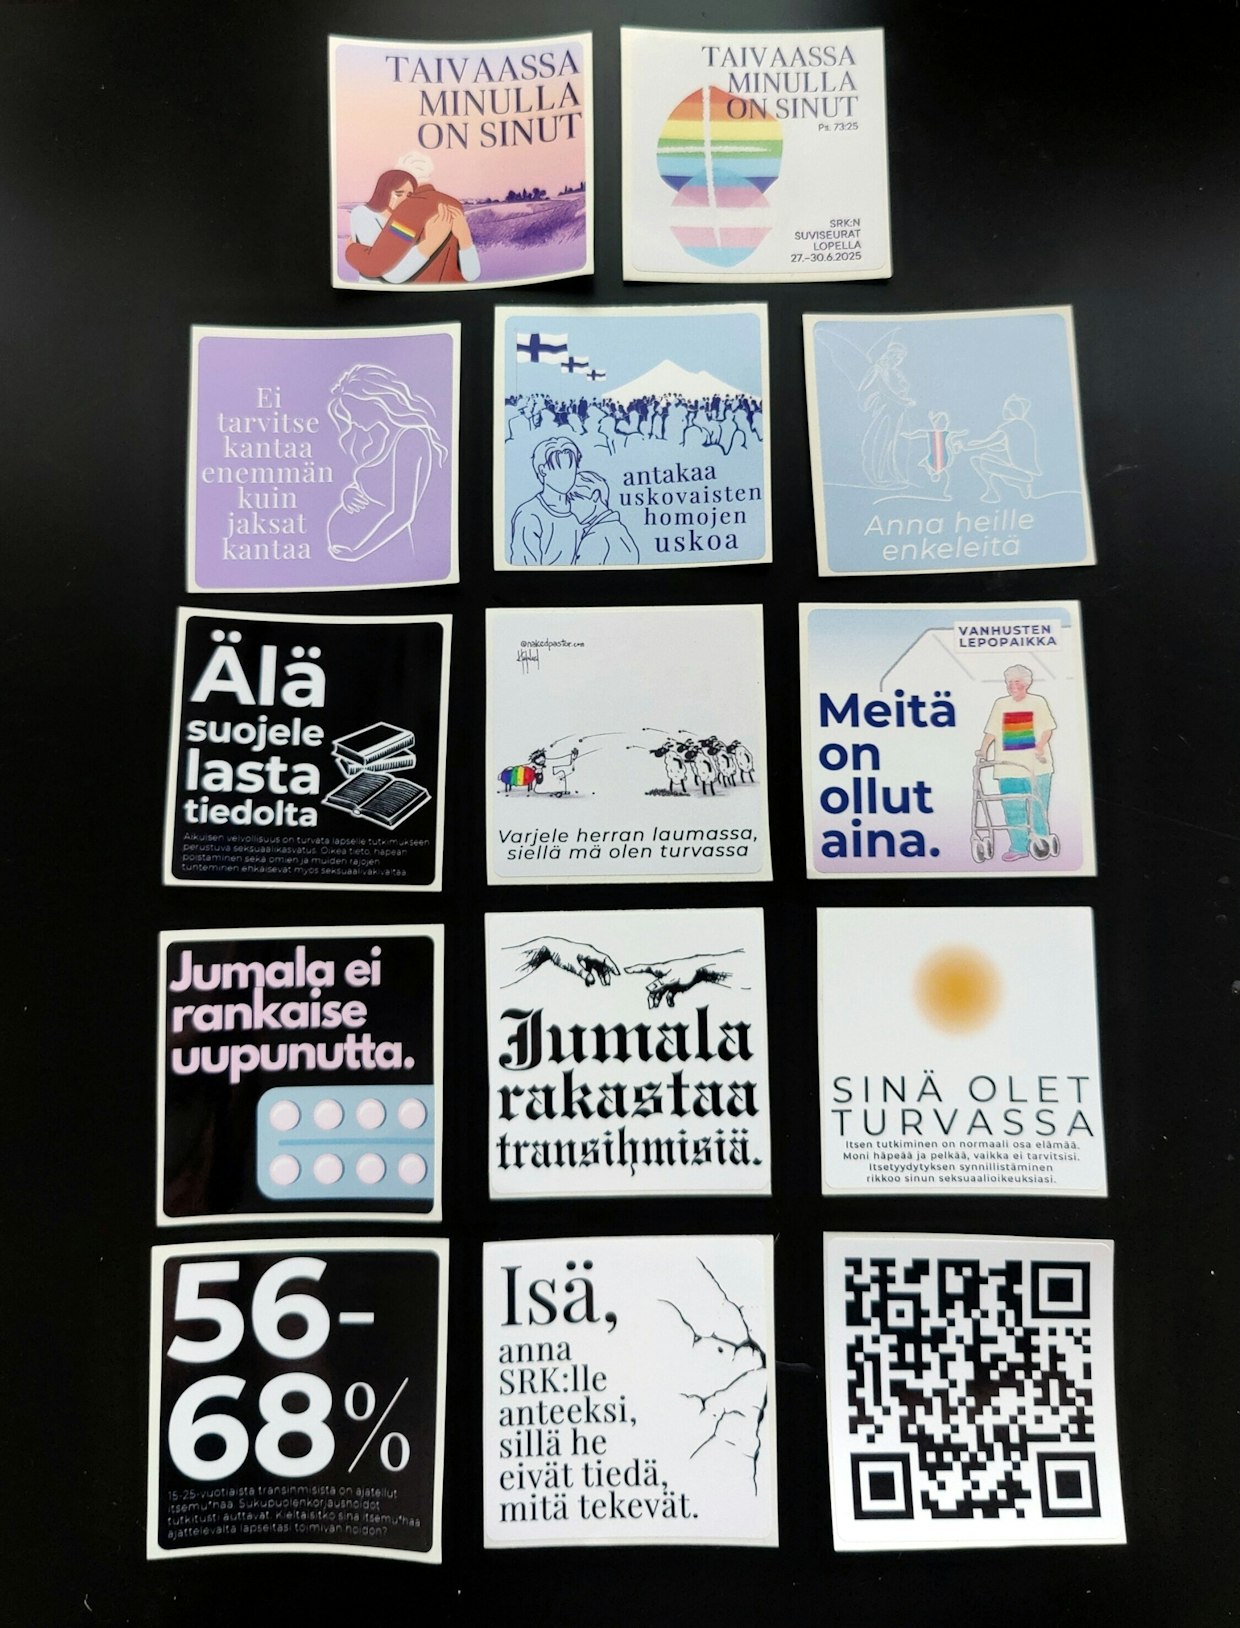 TAIVAASSA
MINULLA
ON SINUT
TAIVAASSA
MINULLA
ON SINUT
Ps. 73:25
SRK:N
SUVISEURAT
LOPELLA
27.–30.6.2025
Ei
tarvitse
kantaa
enemmän
kuin
jaksat
kantaa
antakaa
uskovaisten
homojen
uskoa
Anna heille
enkeleitä
Älä
suojele
lasta
tiedolta
Aikuisen velvollisuus on turvata lapselle tutkimukseen
perustuva seksuaalikasvatus. Oikea tieto, häpeän
poistaminen sekä omien ja muiden rajojen
tunteminen ehkäisevät myös seksuaaliväkivaltaa
@nakedpastor.com
Varjele herran laumassa,
siellä mä olen turvassa
VANHUSTEN
LEPOPAIKKA
Meitä
on
ollut
aina.
Jumala ei
rankaise
uupunutta.
Jumala
rakastaa
transihmisiä.
SINÄ OLET
TURVASSA
Itsen tutkiminen on normaali osa elämää.
Moni häpeää ja pelkää, vaikka ei tarvitsisi.
Itsetyydytyksen synnillistäminen
rikkoo sinun seksuaalioikeuksiasi.
56-
68%
15-25-vuotiaista transihmisistä on ajatellut
itsemu*haa. Sukupuolenkorjaushoidot
tutkitusti auttavat. Kieltäisitkö sinä itsemu*haa
ajattelevalta lapseltasi toimivan hoidon?
Isä,
anna
SRK:lle
anteeksi,
sillä he
eivät tiedä,
mitä tekevät.